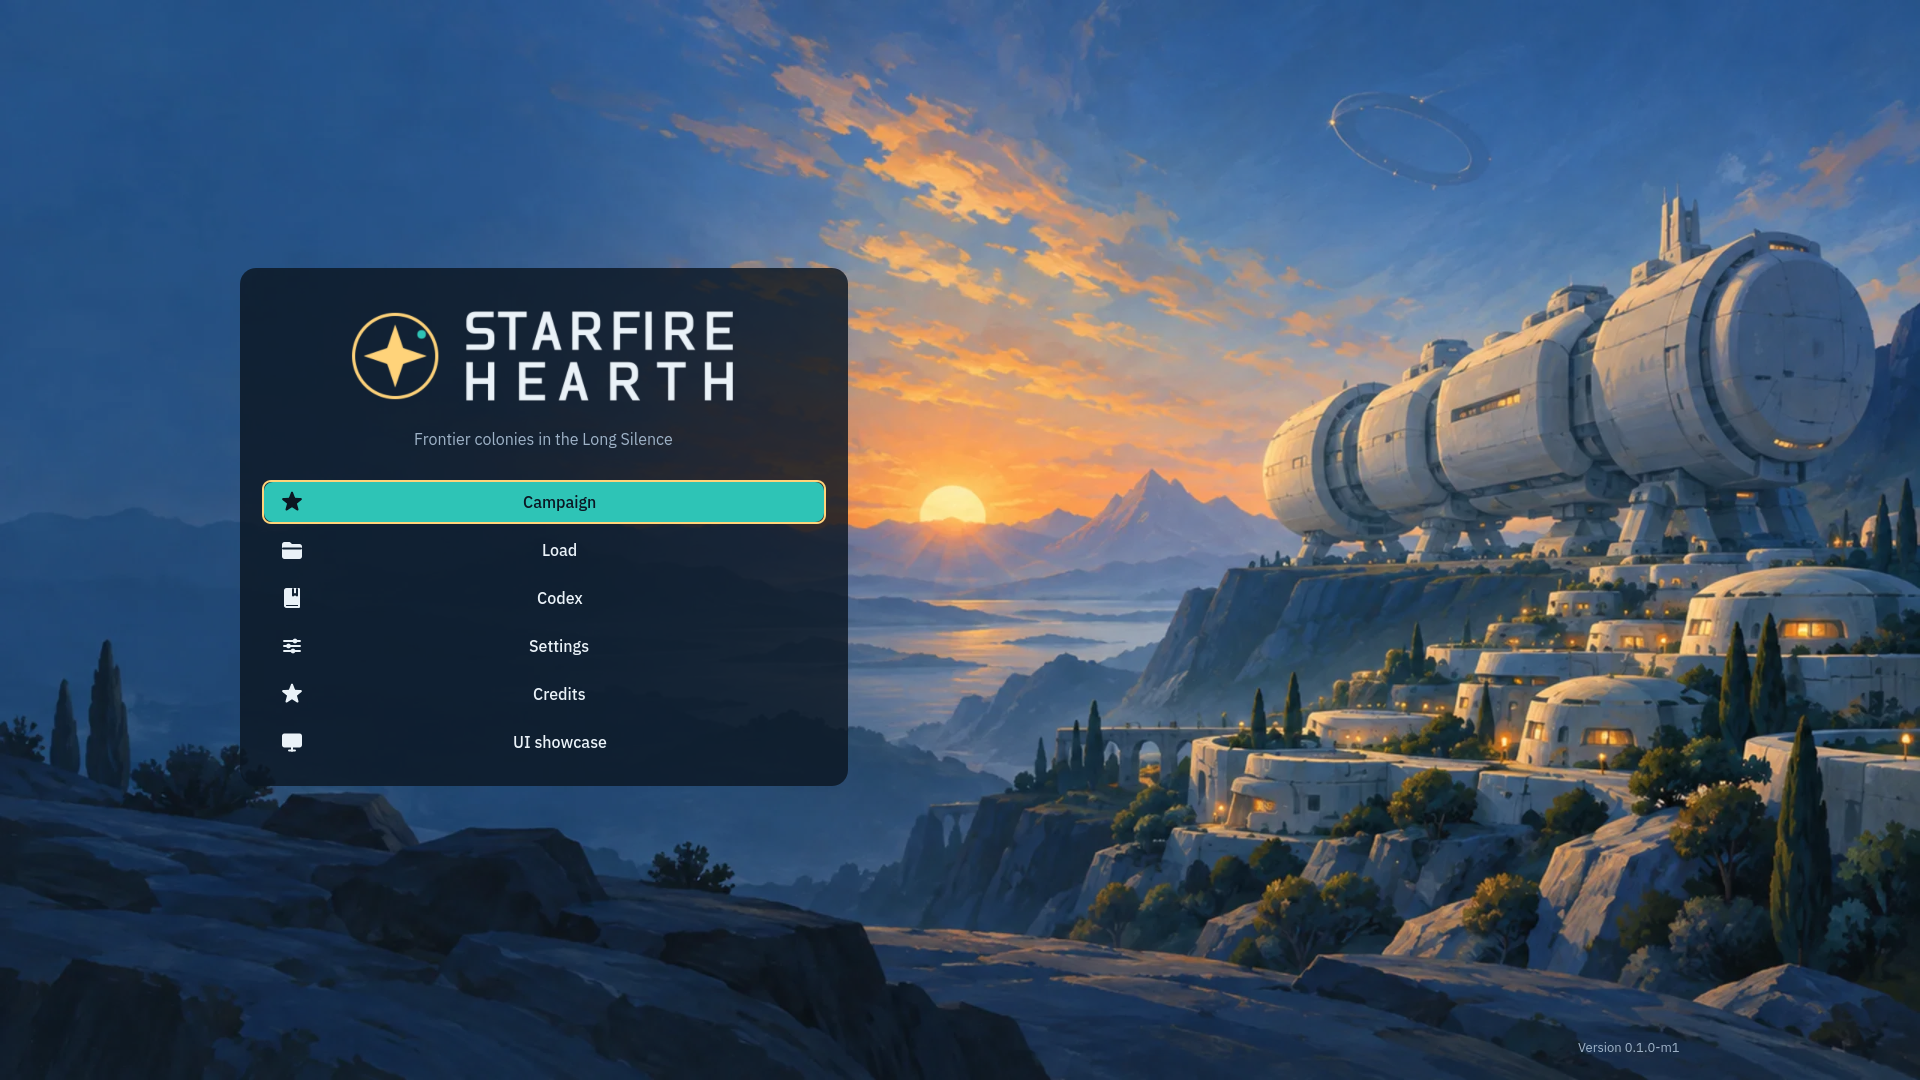 STARFIRE
HEARTH
Frontier colonies in the Long Silence
Campaign
Load
Codex
Settings
Credits
UI showcase
Version 0.1.0-m1